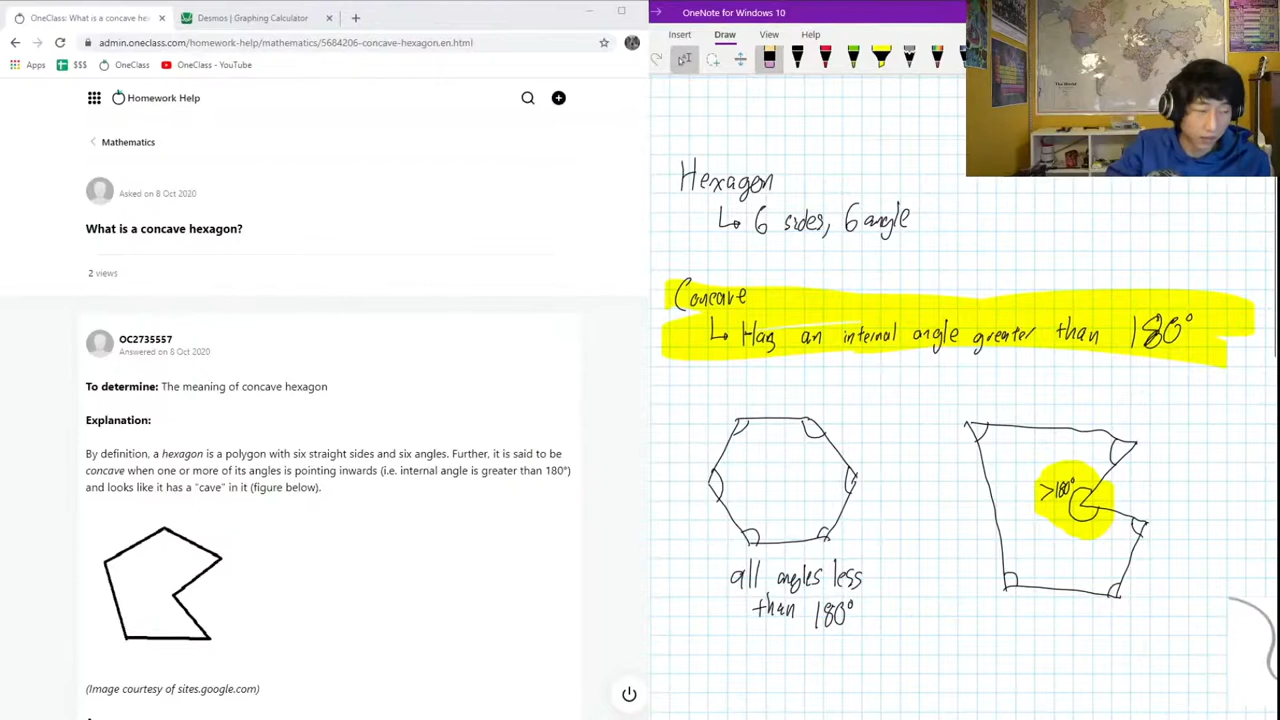 OneClass: What is a concave hex
Desmos | Graphing Calculator
admin.oneclass.com/homework-help/mathematics/5684206-concave-hexagon.en.html
Apps
$$$
OneClass
OneClass - YouTube
Homework Help
Mathematics
Asked on 8 Oct 2020
What is a concave hexagon?
2 views
OC2735557
Answered on 8 Oct 2020
To determine: The meaning of concave hexagon
Explanation:
By definition, a hexagon is a polygon with six straight sides and six angles. Further, it is said to be
concave when one or more of its angles is pointing inwards (i.e. internal angle is greater than 180°)
and looks like it has a "cave" in it (figure below).
(Image courtesy of sites.google.com)
OneNote for Windows 10
Insert
Draw
View
Help
Hexagon
↳ 6 sides, 6 angle
Concave
↳ Has an internal angle greater than 180°
>180°
all angles less
than 180°
The World